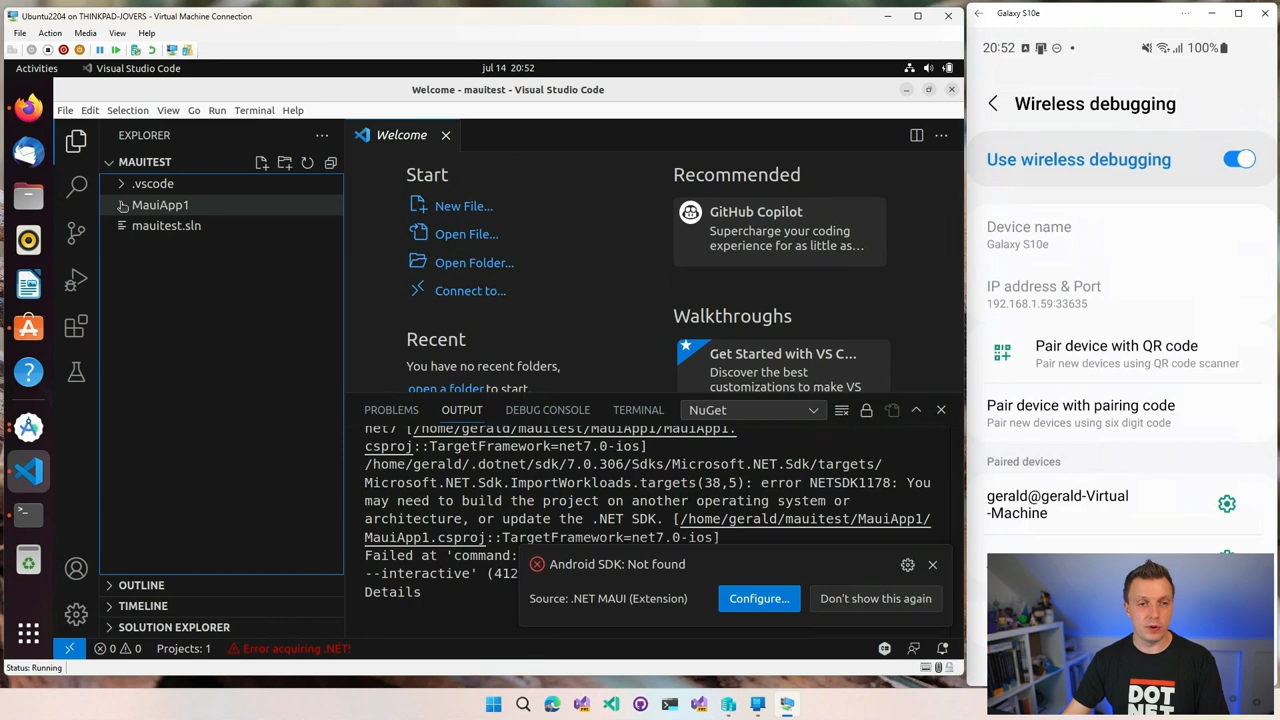 Ubuntu2204 on THINKPAD-JOVERS - Virtual Machine Connection
File Action Media View Help
Activities
Visual Studio Code
jul 14 20:52
Welcome - mauitest - Visual Studio Code
File Edit Selection View Go Run Terminal Help
EXPLORER
MAUITEST
.vscode
MauiApp1
mauitest.sln
OUTLINE
TIMELINE
SOLUTION EXPLORER
Welcome
Start
New File...
Open File...
Open Folder...
Connect to...
Recent
You have no recent folders,
open a folder to start.
Recommended
GitHub Copilot
Supercharge your coding
experience for as little as...
Walkthroughs
Get Started with VS C...
Discover the best
customizations to make VS
PROBLEMS OUTPUT DEBUG CONSOLE TERMINAL
NuGet
net7 [/home/gerald/mauitest/MauiApp1/MauiApp1.
csproj::TargetFramework=net7.0-ios]
/home/gerald/.dotnet/sdk/7.0.306/Sdks/Microsoft.NET.Sdk/targets/
Microsoft.NET.Sdk.ImportWorkloads.targets(38,5): error NETSDK1178: You
may need to build the project on another operating system or
architecture, or update the .NET SDK. [/home/gerald/mauitest/MauiApp1/
MauiApp1.csproj::TargetFramework=net7.0-ios]
Failed at 'command:
--interactive' (412
Details
Android SDK: Not found
Source: .NET MAUI (Extension)
Configure...
Don't show this again
0 0 Projects: 1 Error acquiring .NET!
Status: Running
Galaxy S10e
20:52
100%
Wireless debugging
Use wireless debugging
Device name
Galaxy S10e
IP address & Port
192.168.1.59:33635
Pair device with QR code
Pair new devices using QR code scanner
Pair device with pairing code
Pair new devices using six digit code
Paired devices
gerald@gerald-Virtual
-Machine
DOT
NET